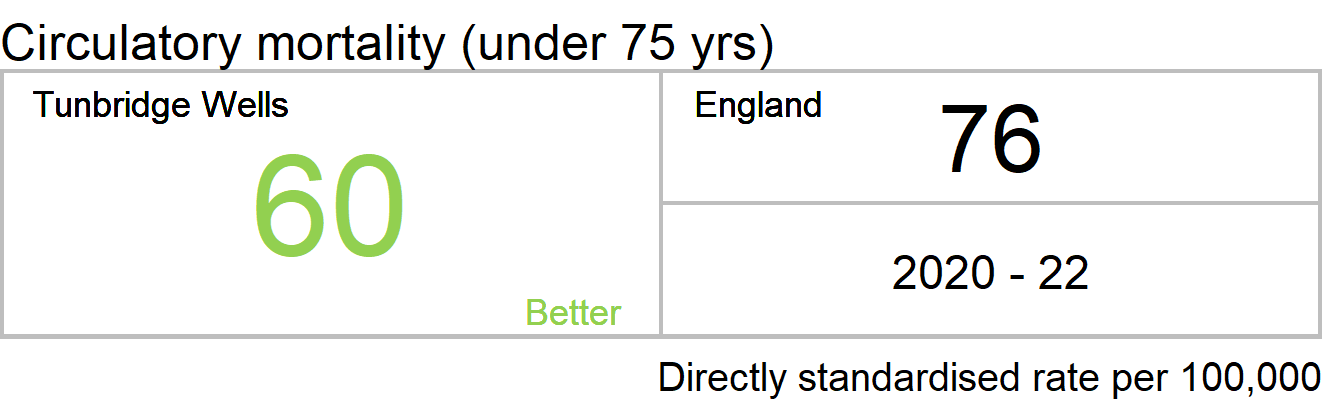 Circulatory mortality (under 75 yrs)
Tunbridge Wells
60
Better
England
76
2020 - 22
Directly standardised rate per 100,000